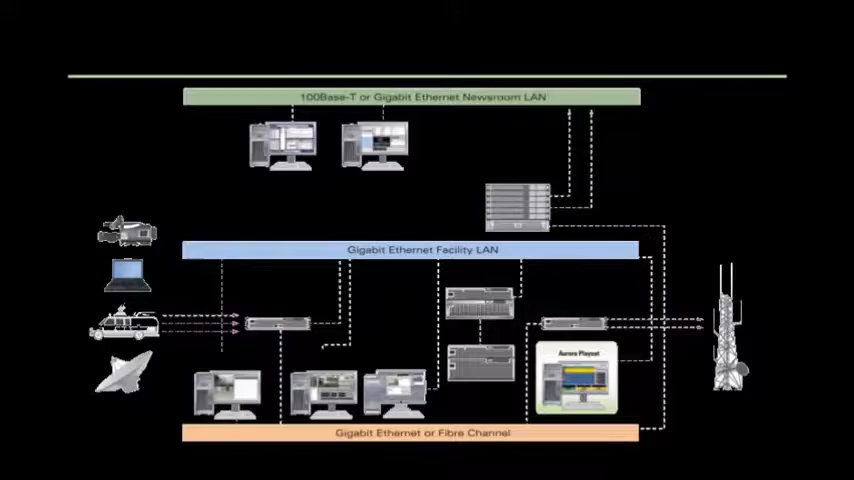 100Base-T or Gigabit Ethernet Newsroom LAN
Gigabit Ethernet Facility LAN
Aurora Playout
Gigabit Ethernet or Fibre Channel